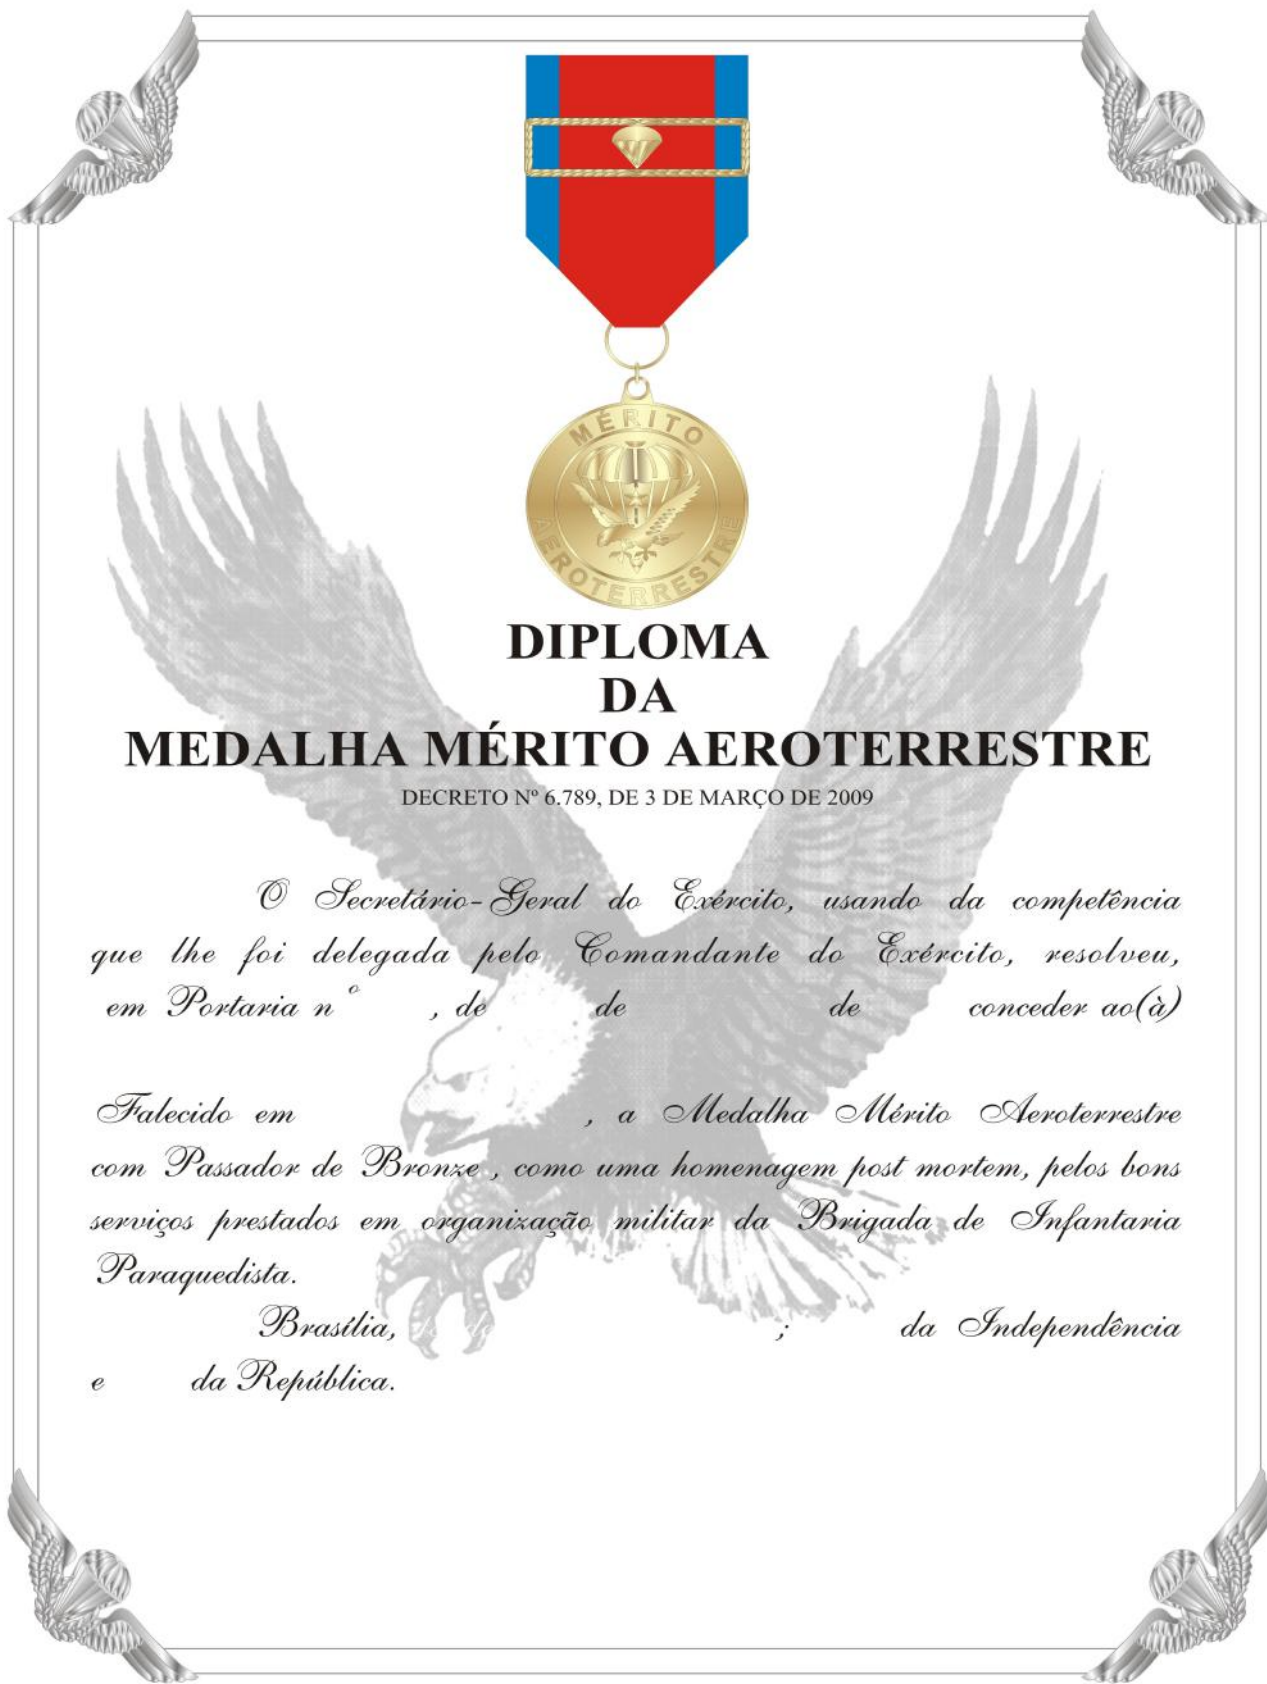 MÉRITO
AEROTERRESTRE
DIPLOMA
DA
MEDALHA MÉRITO AEROTERRESTRE
DECRETO Nº 6.789, DE 3 DE MARÇO DE 2009
O Secretário-Geral do Exército, usando da competência
que lhe foi delegada pelo Comandante do Exército, resolveu,
em Portaria nº , de de de conceder ao(à)
Falecido em , a Medalha Mérito Aeroterrestre
com Passador de Bronze , como uma homenagem post mortem, pelos bons
serviços prestados em organização militar da Brigada de Infantaria
Paraquedista.
Brasília, ; da Independência
e da República.